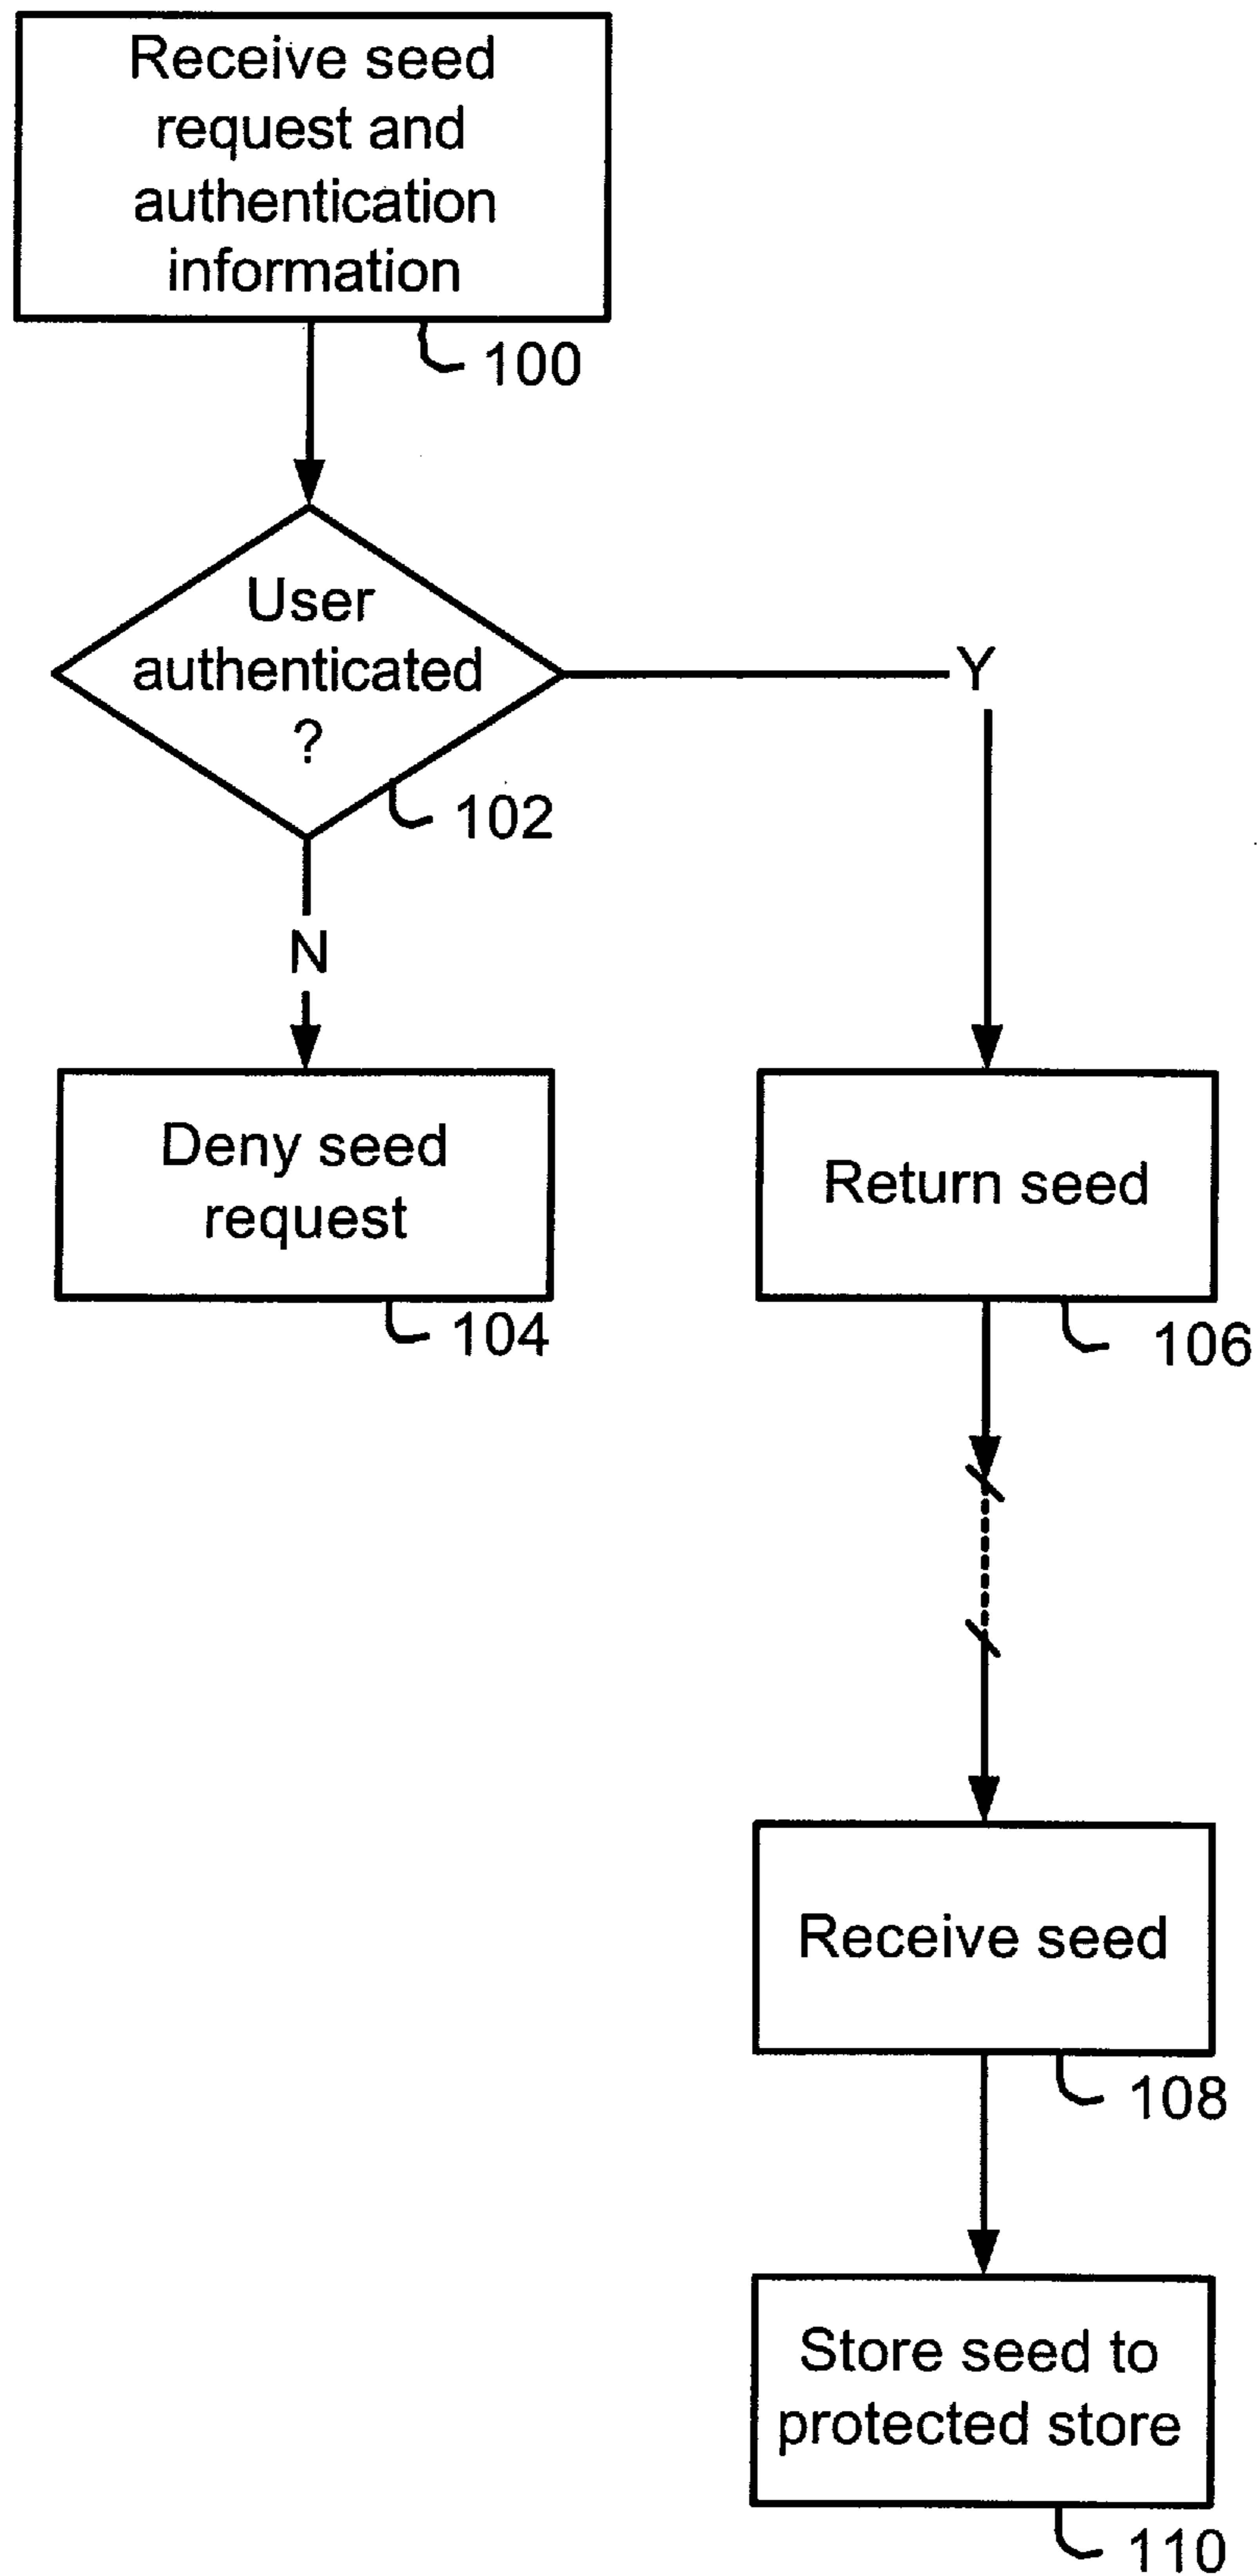 Receive seed
request and
authentication
information
100
User
authenticated
?
102
Y
N
Deny seed
request
104
Return seed
106
Receive seed
108
Store seed to
protected store
110